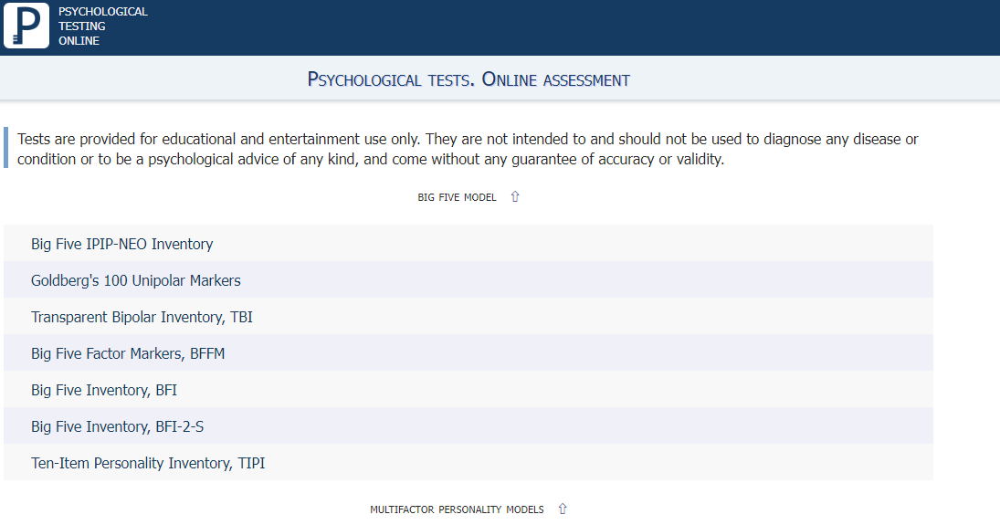 PSYCHOLOGICAL
TESTING
ONLINE
Psychological tests. Online assessment
Tests are provided for educational and entertainment use only. They are not intended to and should not be used to diagnose any disease or
condition or to be a psychological advice of any kind, and come without any guarantee of accuracy or validity.
BIG FIVE MODEL ⇧
Big Five IPIP-NEO Inventory
Goldberg's 100 Unipolar Markers
Transparent Bipolar Inventory, TBI
Big Five Factor Markers, BFFM
Big Five Inventory, BFI
Big Five Inventory, BFI-2-S
Ten-Item Personality Inventory, TIPI
MULTIFACTOR PERSONALITY MODELS ⇧